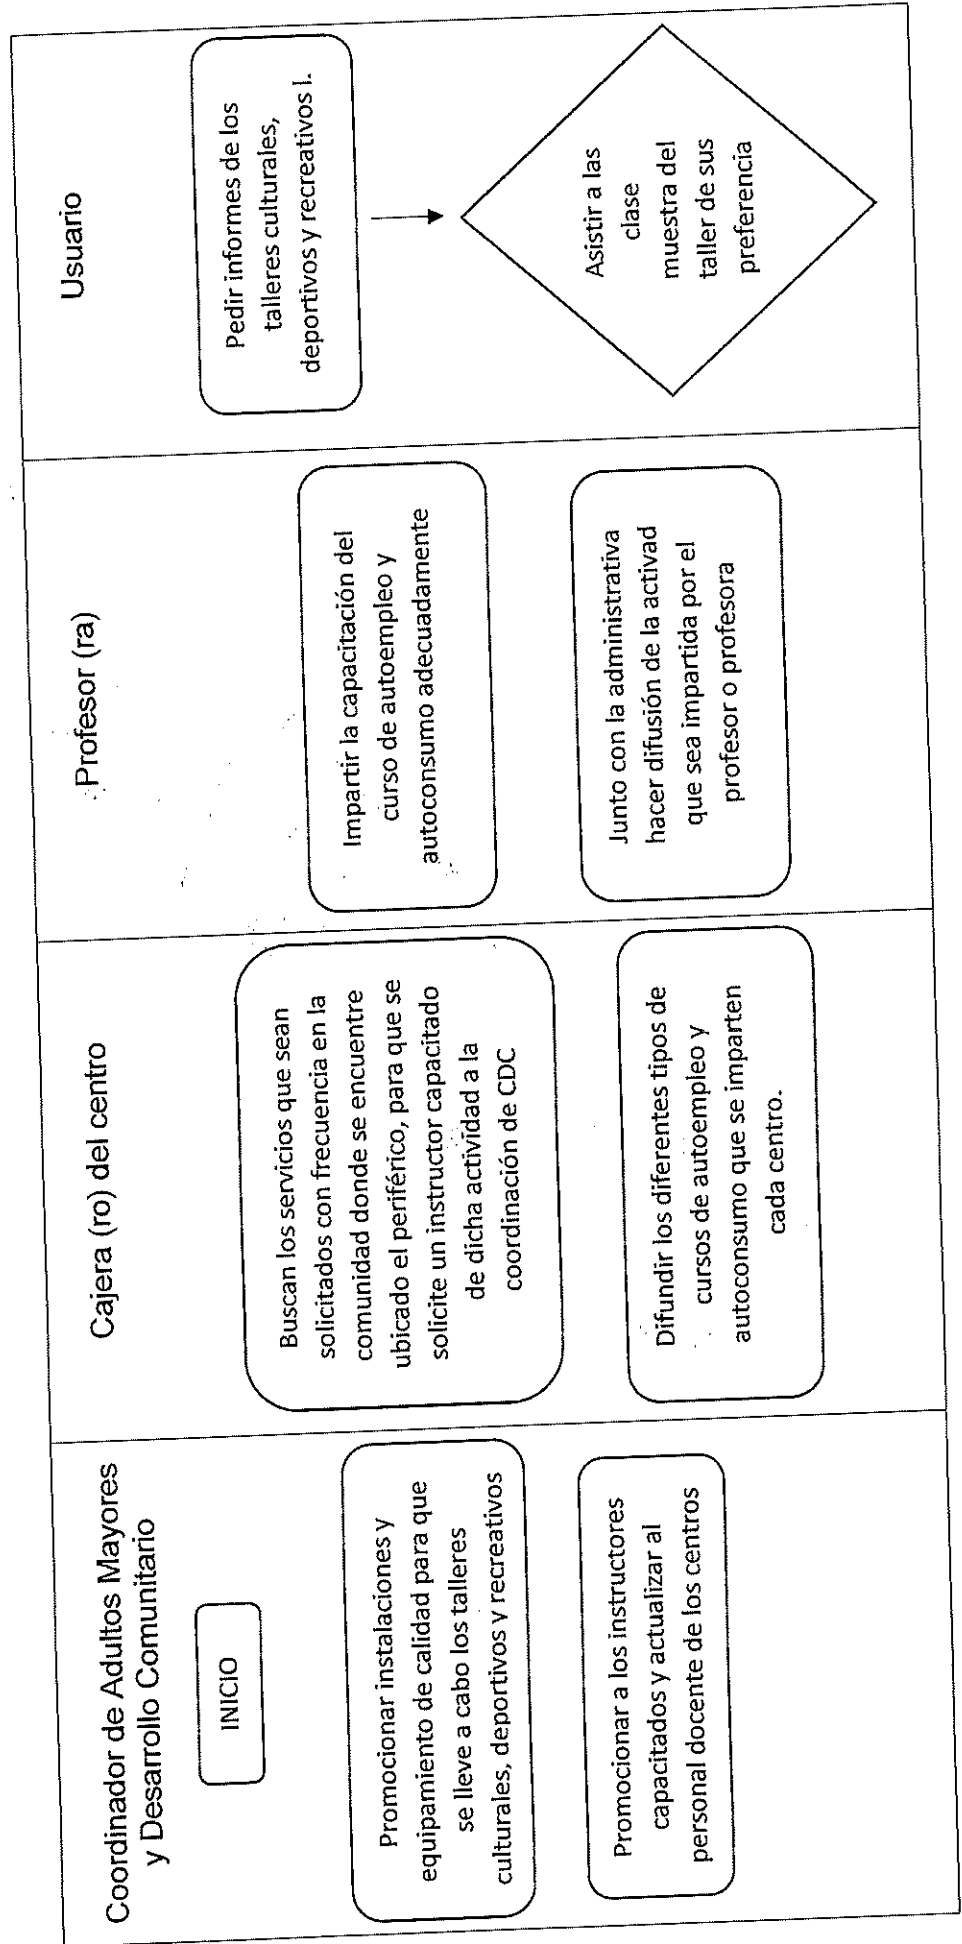 Coordinador de Adultos Mayores
y Desarrollo Comunitario
INICIO
Promocionar instalaciones y
equipamiento de calidad para que
se lleve a cabo los talleres
culturales, deportivos y recreativos
Promocionar a los instructores
capacitados y actualizar al
personal docente de los centros
Cajera (ro) del centro
Buscan los servicios que sean
solicitados con frecuencia en la
comunidad donde se encuentre
ubicado el periférico, para que se
solicite un instructor capacitado
de dicha actividad a la
coordinación de CDC
Difundir los diferentes tipos de
cursos de autoempleo y
autoconsumo que se imparten
cada centro.
Profesor (ra)
Impartir la capacitación del
curso de autoempleo y
autoconsumo adecuadamente
Junto con la administrativa
hacer difusión de la activad
que sea impartida por el
profesor o profesora
Usuario
Pedir informes de los
talleres culturales,
deportivos y recreativos l.
Asistir a las
clase
muestra del
taller de sus
preferencia